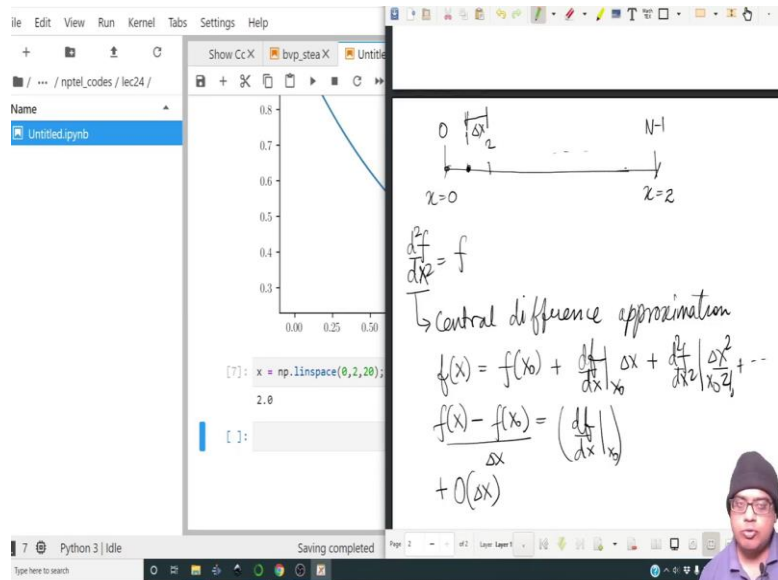 ile Edit View Run Kernel Tabs Settings Help
Show Cc X bvp_stea X Untitle
/ ··· / nptel_codes / lec24 /
Name
Untitled.ipynb
0.8
0.7
0.6
0.5
0.4
0.3
0.00 0.25 0.50
[7]: x = np.linspace(0,2,20);
2.0
[ ]:
7 Python 3 | Idle Saving completed
Type here to search
0 Δx 2 N-1
x=0 x=2
d²f/dx² = f
↳ Central difference approximation
f(x) = f(x₀) + df/dx|x₀ Δx + d²f/dx²|x₀ Δx²/2! + ···
(f(x) − f(x₀))/Δx = (df/dx|x₀)
+ O(Δx)
Page 2 of 2 Layer Layer 1